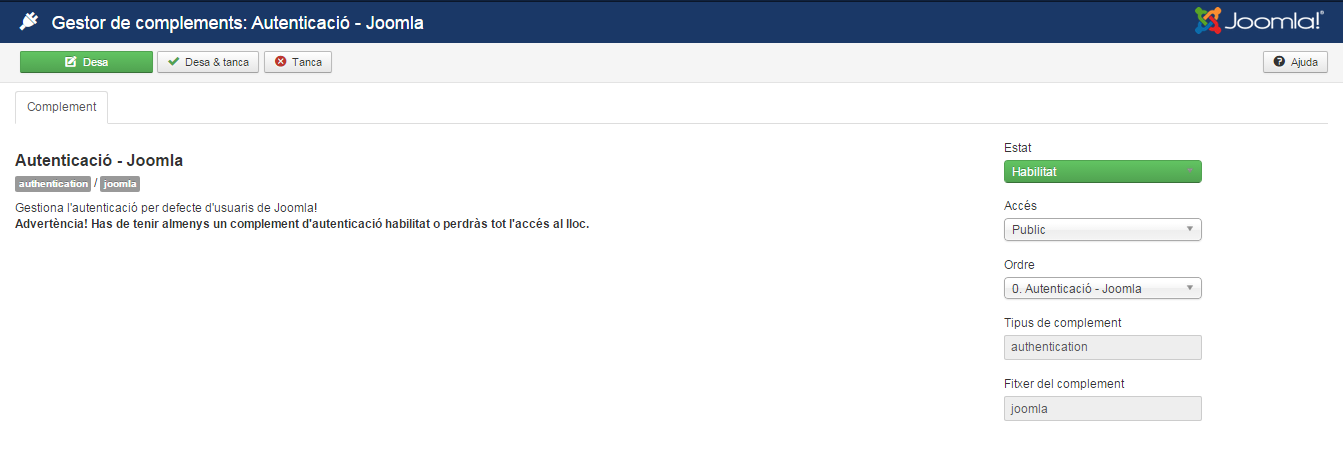 Gestor de complements: Autenticació - Joomla
Joomla!®
Desa
Desa & tanca
Tanca
Ajuda
Complement
Autenticació - Joomla
authentication / joomla
Gestiona l'autenticació per defecte d'usuaris de Joomla!
Advertència! Has de tenir almenys un complement d'autenticació habilitat o perdràs tot l'accés al lloc.
Estat
Habilitat
Accés
Public
Ordre
0. Autenticació - Joomla
Tipus de complement
authentication
Fitxer del complement
joomla